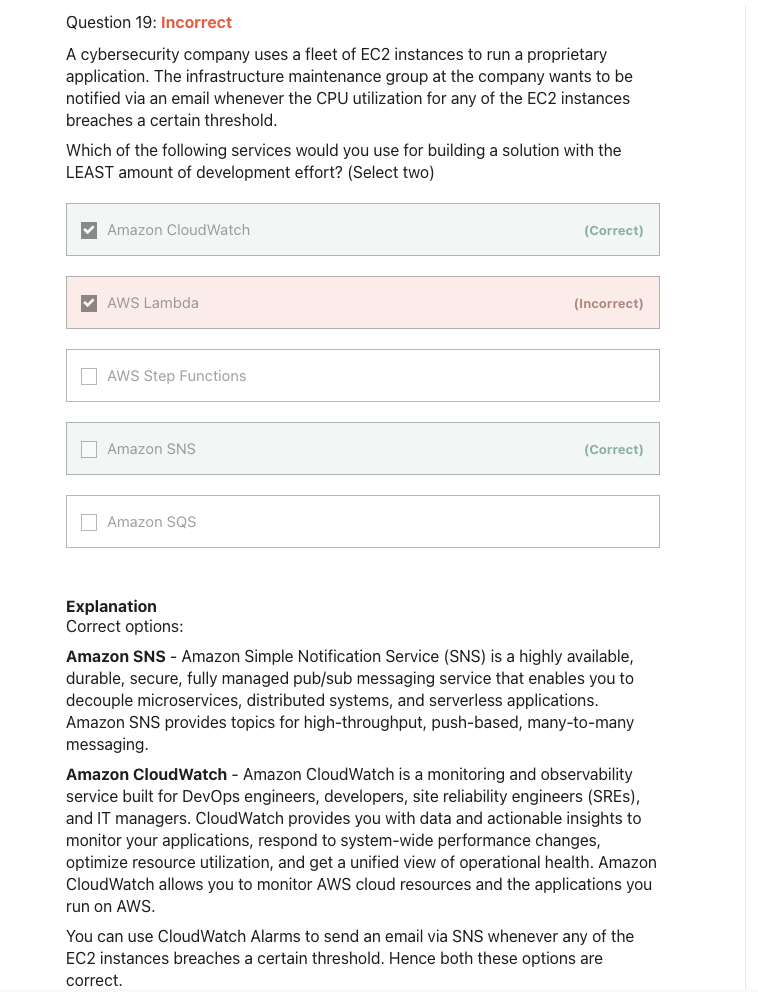 Question 19: Incorrect
A cybersecurity company uses a fleet of EC2 instances to run a proprietary
application. The infrastructure maintenance group at the company wants to be
notified via an email whenever the CPU utilization for any of the EC2 instances
breaches a certain threshold.
Which of the following services would you use for building a solution with the
LEAST amount of development effort? (Select two)
Amazon CloudWatch (Correct)
AWS Lambda (Incorrect)
AWS Step Functions
Amazon SNS (Correct)
Amazon SQS
Explanation
Correct options:
Amazon SNS - Amazon Simple Notification Service (SNS) is a highly available,
durable, secure, fully managed pub/sub messaging service that enables you to
decouple microservices, distributed systems, and serverless applications.
Amazon SNS provides topics for high-throughput, push-based, many-to-many
messaging.
Amazon CloudWatch - Amazon CloudWatch is a monitoring and observability
service built for DevOps engineers, developers, site reliability engineers (SREs),
and IT managers. CloudWatch provides you with data and actionable insights to
monitor your applications, respond to system-wide performance changes,
optimize resource utilization, and get a unified view of operational health. Amazon
CloudWatch allows you to monitor AWS cloud resources and the applications you
run on AWS.
You can use CloudWatch Alarms to send an email via SNS whenever any of the
EC2 instances breaches a certain threshold. Hence both these options are
correct.